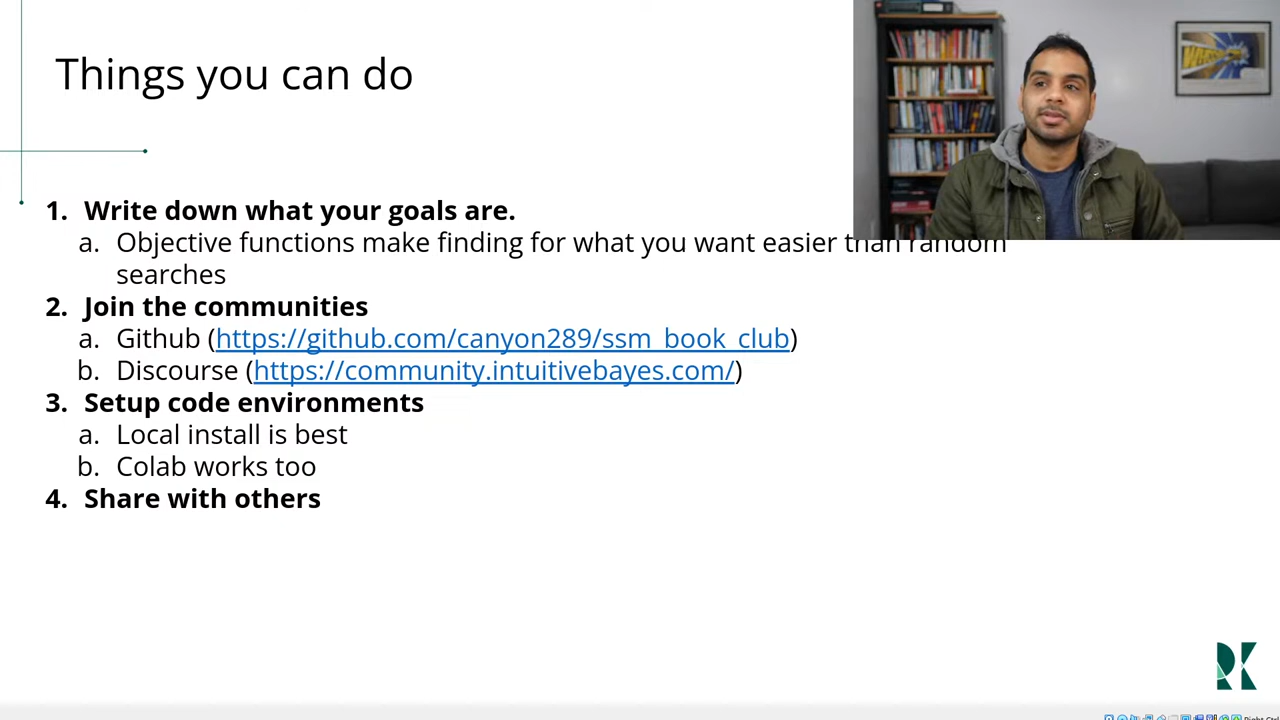 Things you can do
1. Write down what your goals are.
a. Objective functions make finding for what you want easier than random
searches
2. Join the communities
a. Github (https://github.com/canyon289/ssm_book_club)
b. Discourse (https://community.intuitivebayes.com/)
3. Setup code environments
a. Local install is best
b. Colab works too
4. Share with others
RK